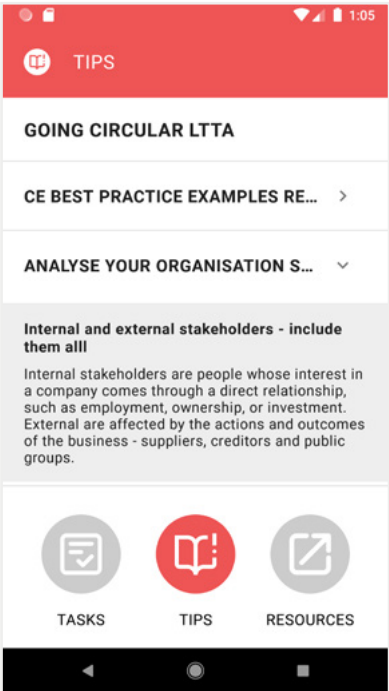 1:05
TIPS
GOING CIRCULAR LTTA
CE BEST PRACTICE EXAMPLES RE...
ANALYSE YOUR ORGANISATION S...
Internal and external stakeholders - include
them alll
Internal stakeholders are people whose interest in
a company comes through a direct relationship,
such as employment, ownership, or investment.
External are affected by the actions and outcomes
of the business - suppliers, creditors and public
groups.
TASKS
TIPS
RESOURCES